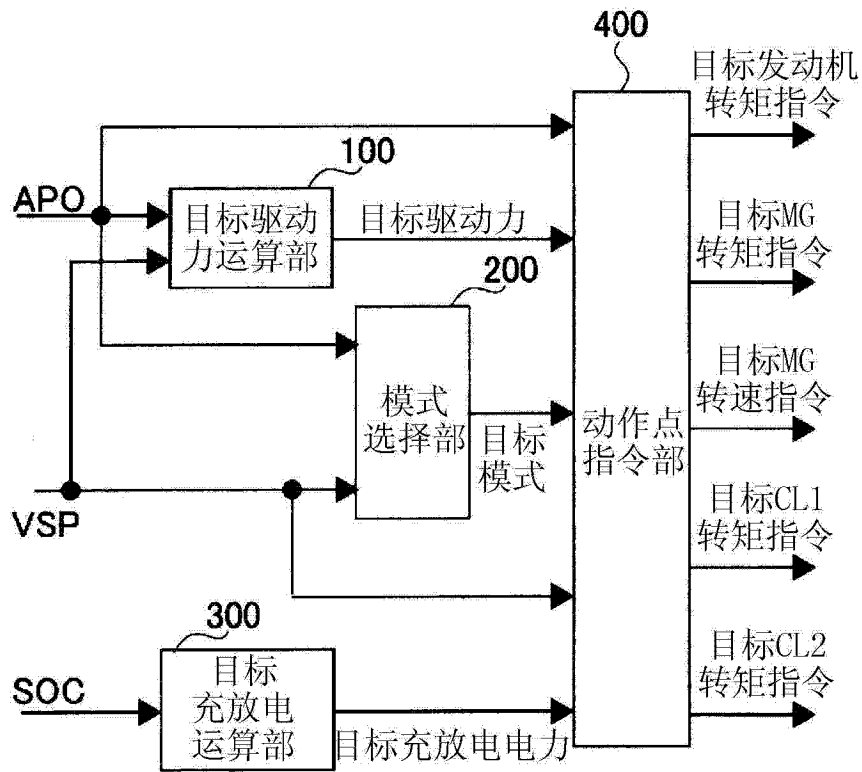 400
目标发动机
转矩指令
100
APO
目标驱动
力运算部
目标驱动力
目标MG
转矩指令
200
模式
选择部
目标
模式
动作点
指令部
目标MG
转速指令
VSP
目标CL1
转矩指令
300
SOC
目标
充放电
运算部
目标充放电电力
目标CL2
转矩指令